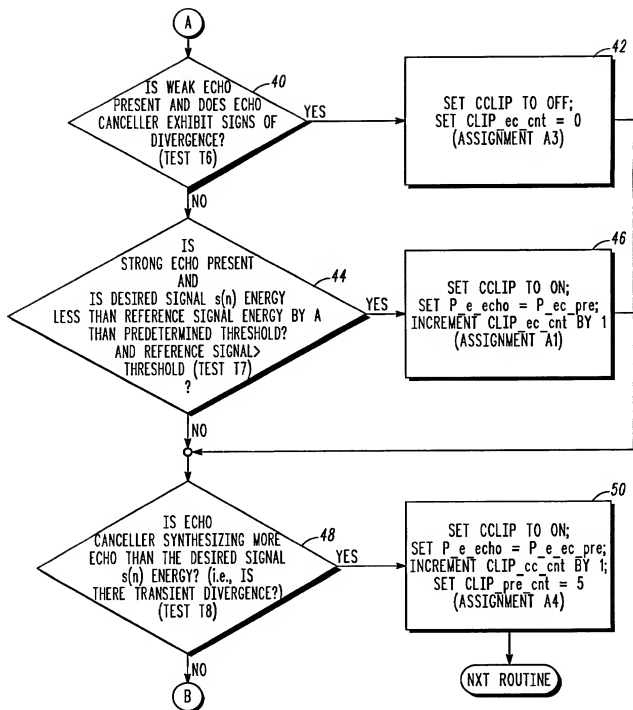 A
40
IS WEAK ECHO
PRESENT AND DOES ECHO
CANCELLER EXHIBIT SIGNS OF
DIVERGENCE?
(TEST T6)
YES
42
SET CCLIP TO OFF;
SET CLIP_ec_cnt = 0
(ASSIGNMENT A3)
NO
44
IS
STRONG ECHO PRESENT
AND
IS DESIRED SIGNAL s(n) ENERGY
LESS THAN REFERENCE SIGNAL ENERGY BY A
THAN PREDETERMINED THRESHOLD?
AND REFERENCE SIGNAL>
THRESHOLD (TEST T7)
?
YES
46
SET CCLIP TO ON;
SET P_e_echo = P_ec_pre;
INCREMENT CLIP_ec_cnt BY 1
(ASSIGNMENT A1)
NO
48
IS ECHO
CANCELLER SYNTHESIZING MORE
ECHO THAN THE DESIRED SIGNAL
s(n) ENERGY? (i.e., IS
THERE TRANSIENT DIVERGENCE?)
(TEST T8)
YES
50
SET CCLIP TO ON;
SET P_e_echo = P_e_ec_pre;
INCREMENT CLIP_cc_cnt BY 1;
SET CLIP_pre_cnt = 5
(ASSIGNMENT A4)
NO
B
NXT ROUTINE